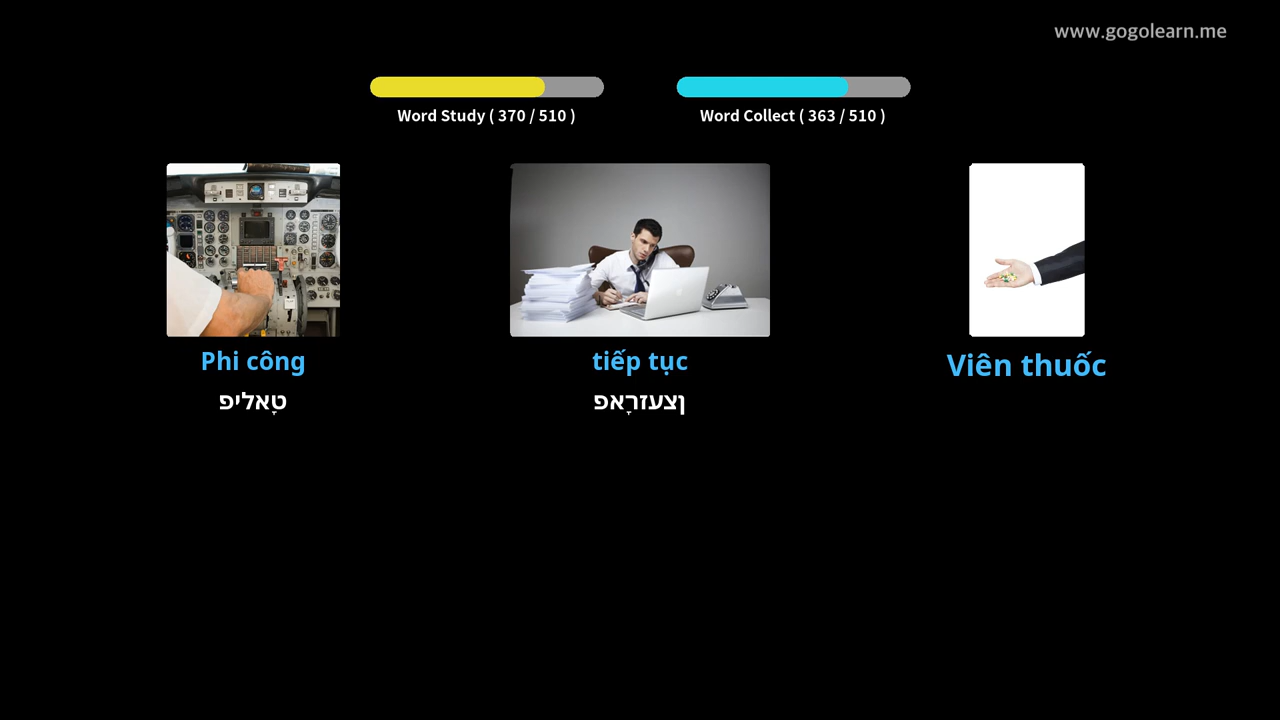 www.gogolearn.me
Word Study ( 370 / 510 )
Word Collect ( 363 / 510 )
Phi công
טָאליפ
tiếp tục
ןצעזרָאפ
Viên thuốc